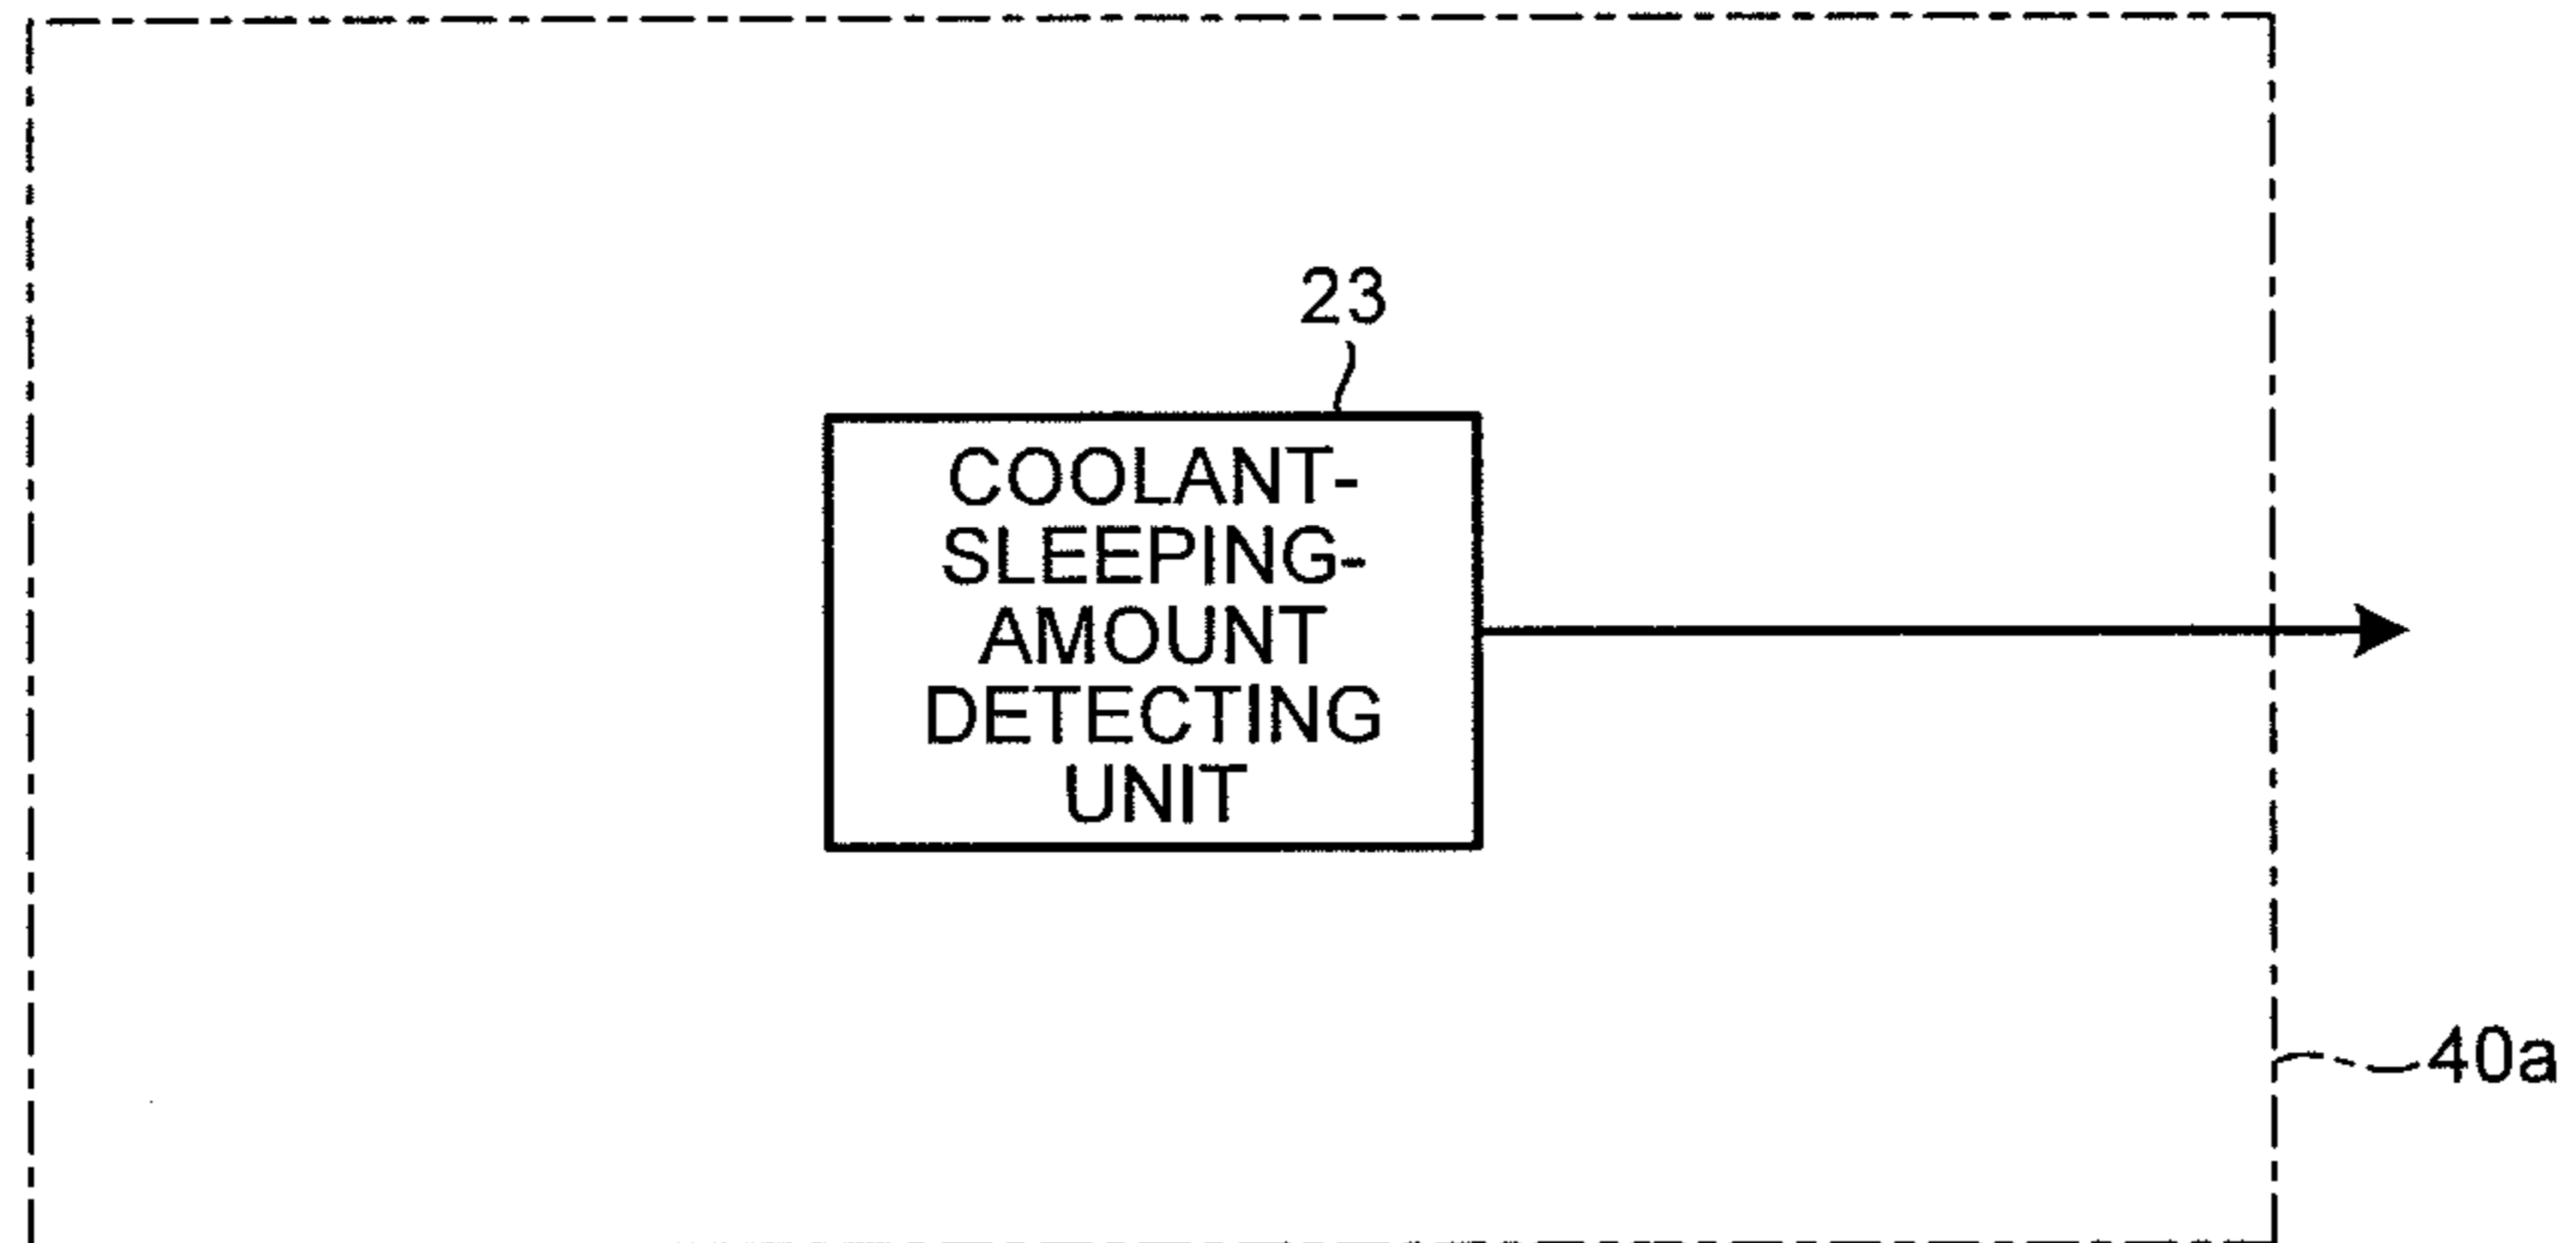 23
COOLANT-
SLEEPING-
AMOUNT
DETECTING
UNIT
40a